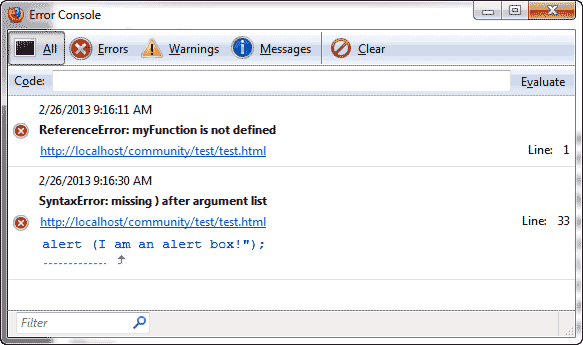 Error Console
All Errors Warnings Messages Clear
Code: Evaluate
2/26/2013 9:16:11 AM
ReferenceError: myFunction is not defined
http://localhost/community/test/test.html Line: 1
2/26/2013 9:16:30 AM
SyntaxError: missing ) after argument list
http://localhost/community/test/test.html Line: 33
alert (I am an alert box!");
Filter